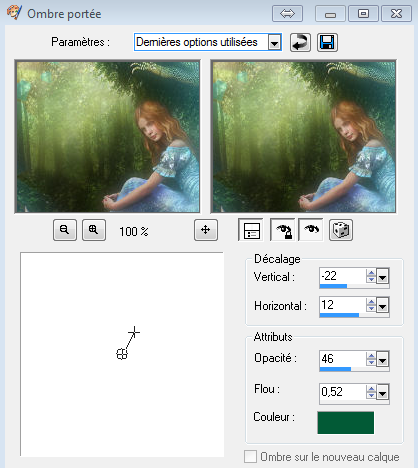 Ombre portée
Paramètres : Dernières options utilisées
100 %
Décalage
Vertical : -22
Horizontal : 12
Attributs
Opacité : 46
Flou : 0,52
Couleur :
Ombre sur le nouveau calque